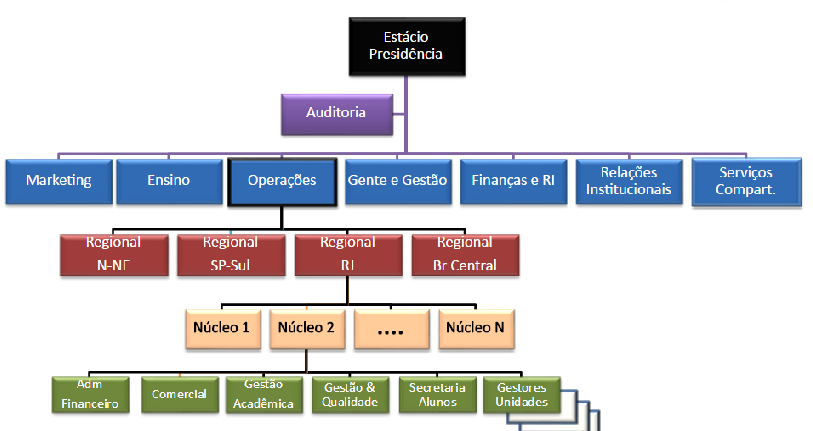 Estácio
Presidência
Auditoria
Marketing
Ensino
Operações
Gente e Gestão
Finanças e RI
Relações
Institucionais
Serviços
Compart.
Regional
N-NE
Regional
SP-Sul
Regional
RJ
Regional
Br Central
Núcleo 1
Núcleo 2
....
Núcleo N
Adm
Financeiro
Comercial
Gestão
Acadêmica
Gestão &
Qualidade
Secretaria
Alunos
Gestores
Unidades